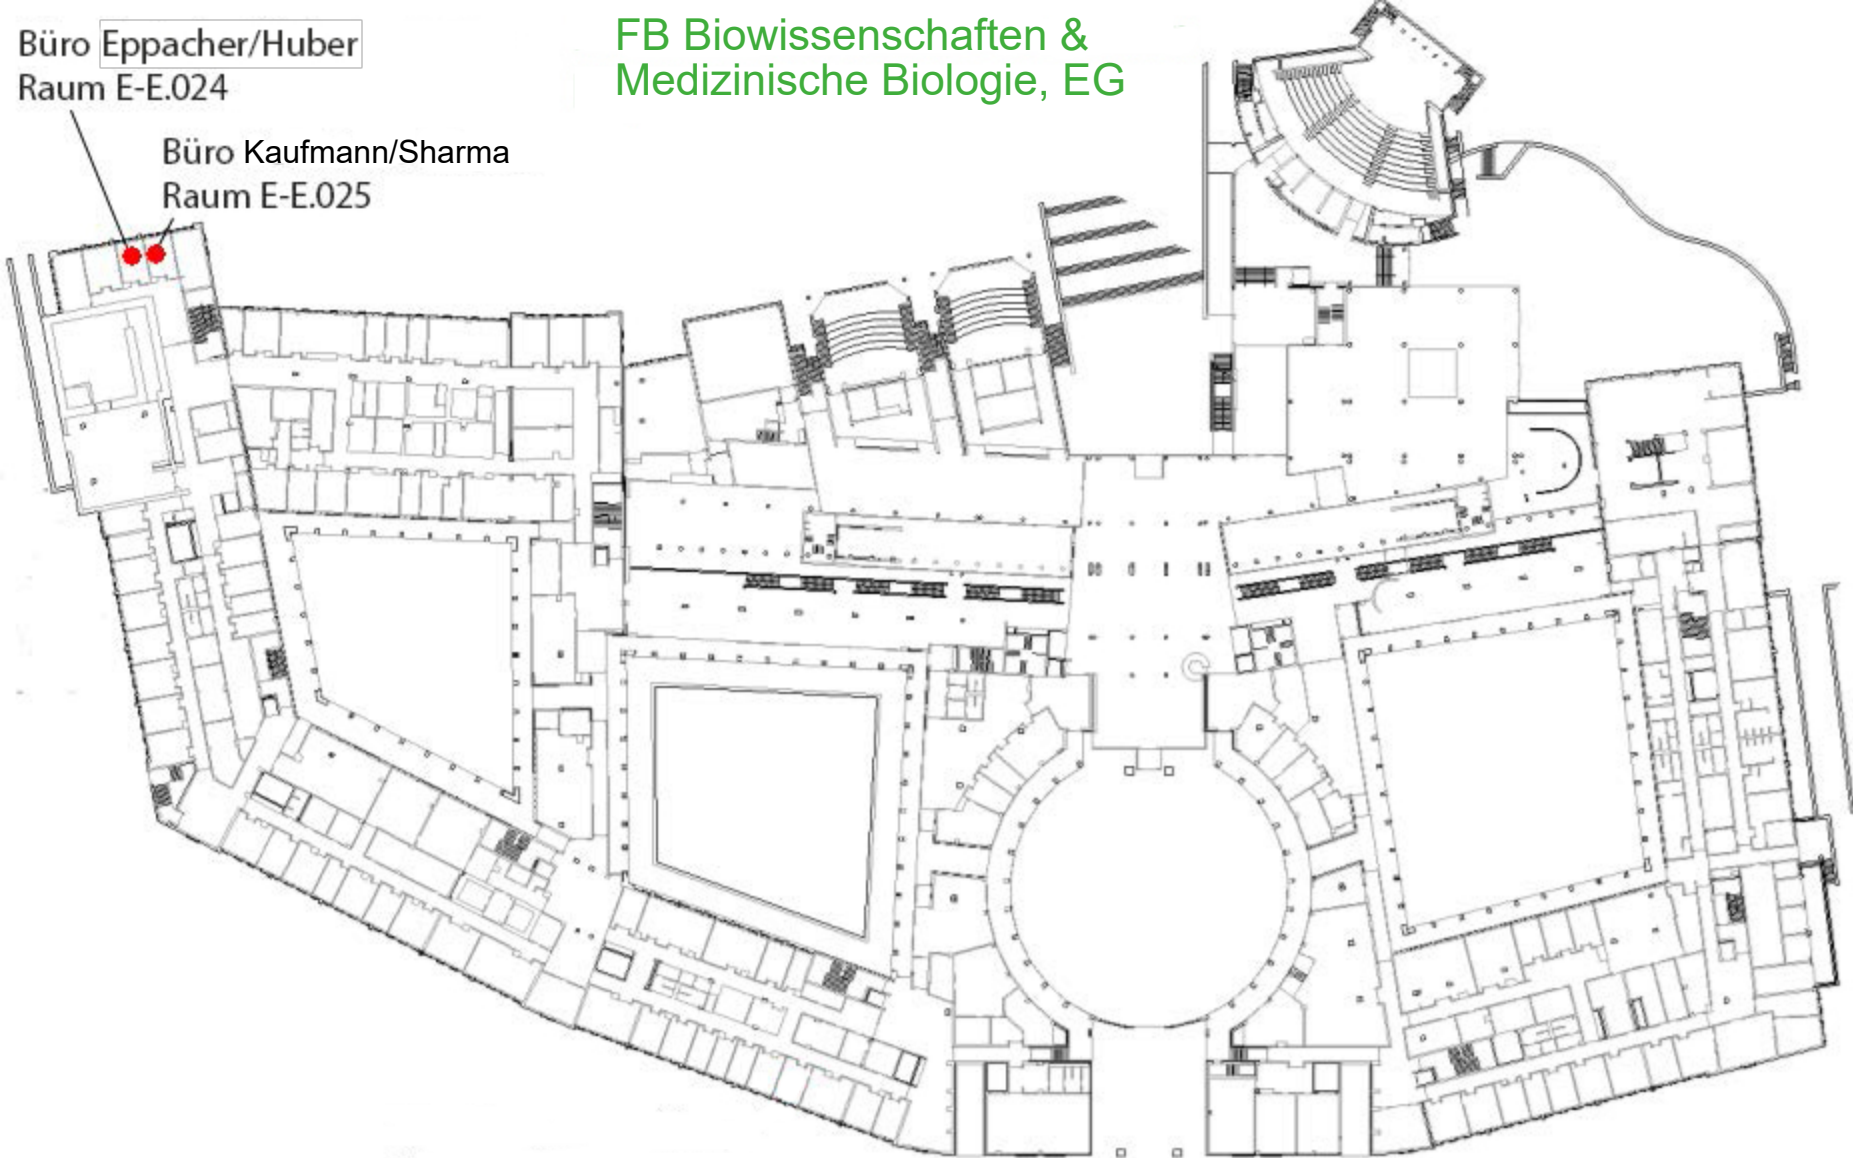 Büro Eppacher/Huber
Raum E-E.024
FB Biowissenschaften &
Medizinische Biologie, EG
Büro Kaufmann/Sharma
Raum E-E.025